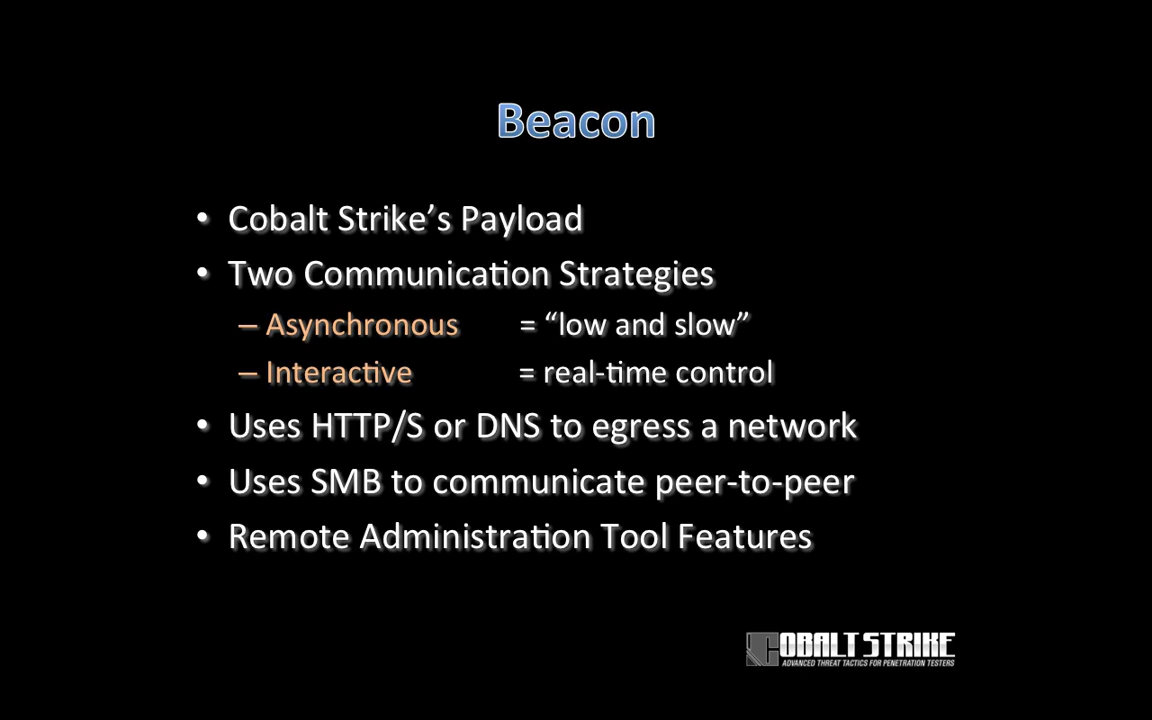 Beacon
• Cobalt Strike’s Payload
• Two Communication Strategies
– Asynchronous = “low and slow”
– Interactive = real-time control
• Uses HTTP/S or DNS to egress a network
• Uses SMB to communicate peer-to-peer
• Remote Administration Tool Features
COBALT STRIKE
ADVANCED THREAT TACTICS FOR PENETRATION TESTERS